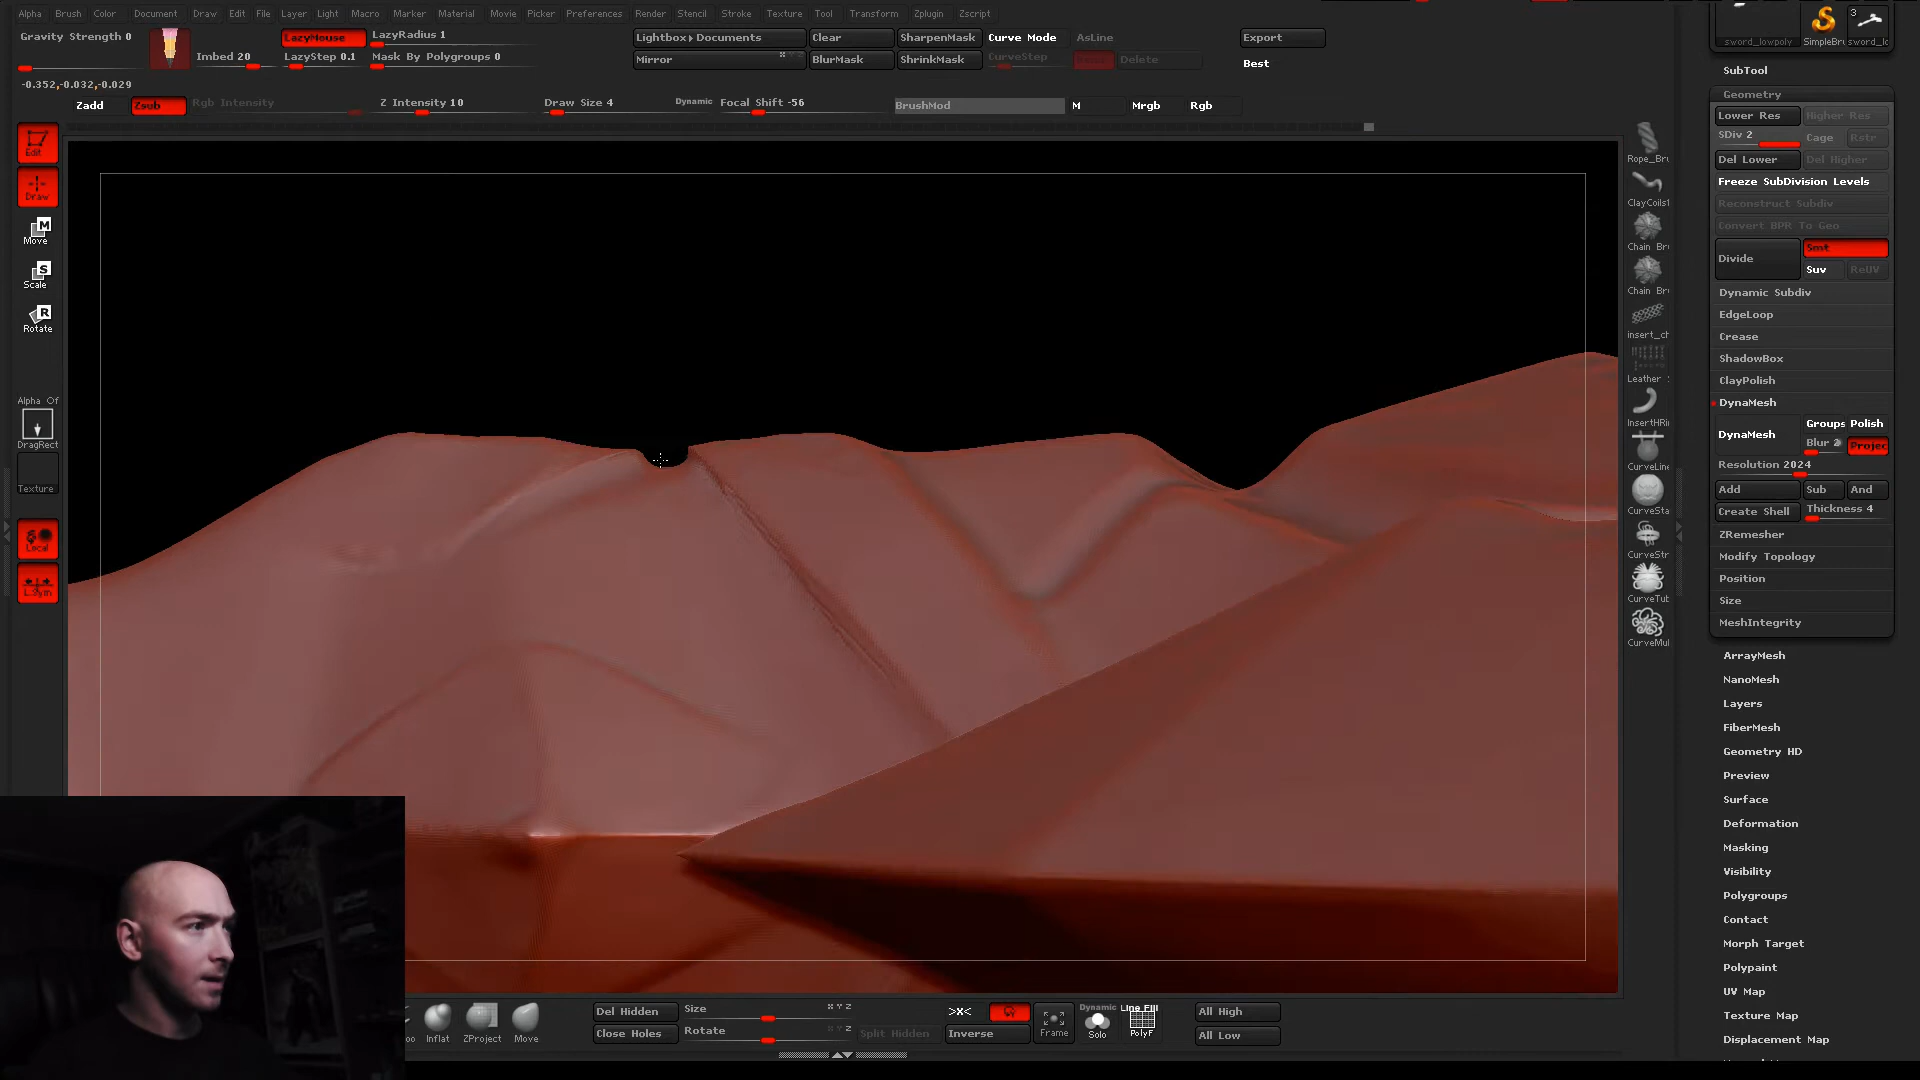 Alpha Brush Color Document Draw Edit File Layer Light Macro Marker Material Movie Picker Preferences Render Stencil Stroke Texture Tool Transform Zplugin Zscript
Gravity Strength 0
Imbed 20
LazyMouse
LazyRadius 1
LazyStep 0.1
Mask By Polygroups 0
Lightbox▸Documents
Clear
SharpenMask
Curve Mode
AsLine
Export
Mirror
BlurMask
ShrinkMask
CurveStep
Delete
Best
-0.352,-0.032,-0.029
Zadd
Zsub
Rgb Intensity
Z Intensity 10
Draw Size 4
Dynamic
Focal Shift -56
BrushMod
M
Mrgb
Rgb
Edit
Draw
Move
Scale
Rotate
Alpha Of
DragRect
Texture
Local
L.Sym
Rope_Bru
ClayCoils
Chain Br
Chain Br
insert_ch
Leather
InsertHRi
CurveLin
CurveSta
CurveStr
CurveTub
CurveMul
sword_lowpoly
SimpleBru
3
sword_lo
SubTool
Geometry
Lower Res
Higher Res
SDiv 2
Cage
Rstr
Del Lower
Del Higher
Freeze SubDivision Levels
Reconstruct Subdiv
Convert BPR To Geo
Divide
Smt
Suv
ReUV
Dynamic Subdiv
EdgeLoop
Crease
ShadowBox
ClayPolish
DynaMesh
DynaMesh
Groups
Polish
Blur 2
Projec
Resolution 2024
Add
Sub
And
Create Shell
Thickness 4
ZRemesher
Modify Topology
Position
Size
MeshIntegrity
ArrayMesh
NanoMesh
Layers
FiberMesh
Geometry HD
Preview
Surface
Deformation
Masking
Visibility
Polygroups
Contact
Morph Target
Polypaint
UV Map
Texture Map
Displacement Map
oo
Inflat
ZProject
Move
Del Hidden
Close Holes
Size
X Y Z
Rotate
Split Hidden
>X<
Inverse
Frame
Dynamic
Solo
Line Fill
PolyF
All High
All Low